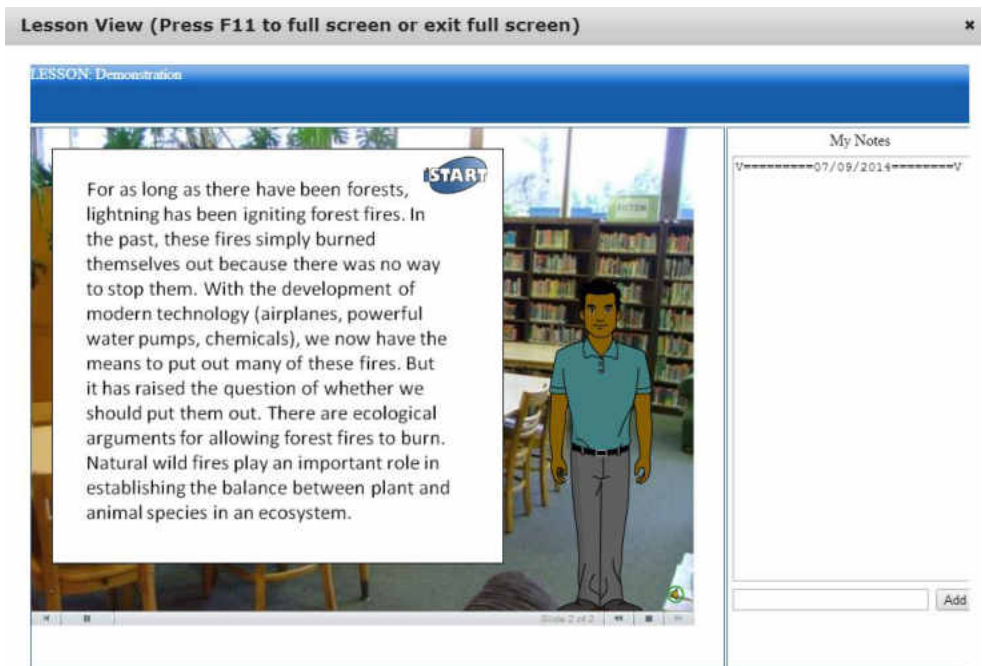 Lesson View (Press F11 to full screen or exit full screen)
LESSON: Demonstration
START
For as long as there have been forests,
lightning has been igniting forest fires. In
the past, these fires simply burned
themselves out because there was no way
to stop them. With the development of
modern technology (airplanes, powerful
water pumps, chemicals), we now have the
means to put out many of these fires. But
it has raised the question of whether we
should put them out. There are ecological
arguments for allowing forest fires to burn.
Natural wild fires play an important role in
establishing the balance between plant and
animal species in an ecosystem.
FICTION
Slide 2 of 2
My Notes
V=========07/09/2014========V
Add